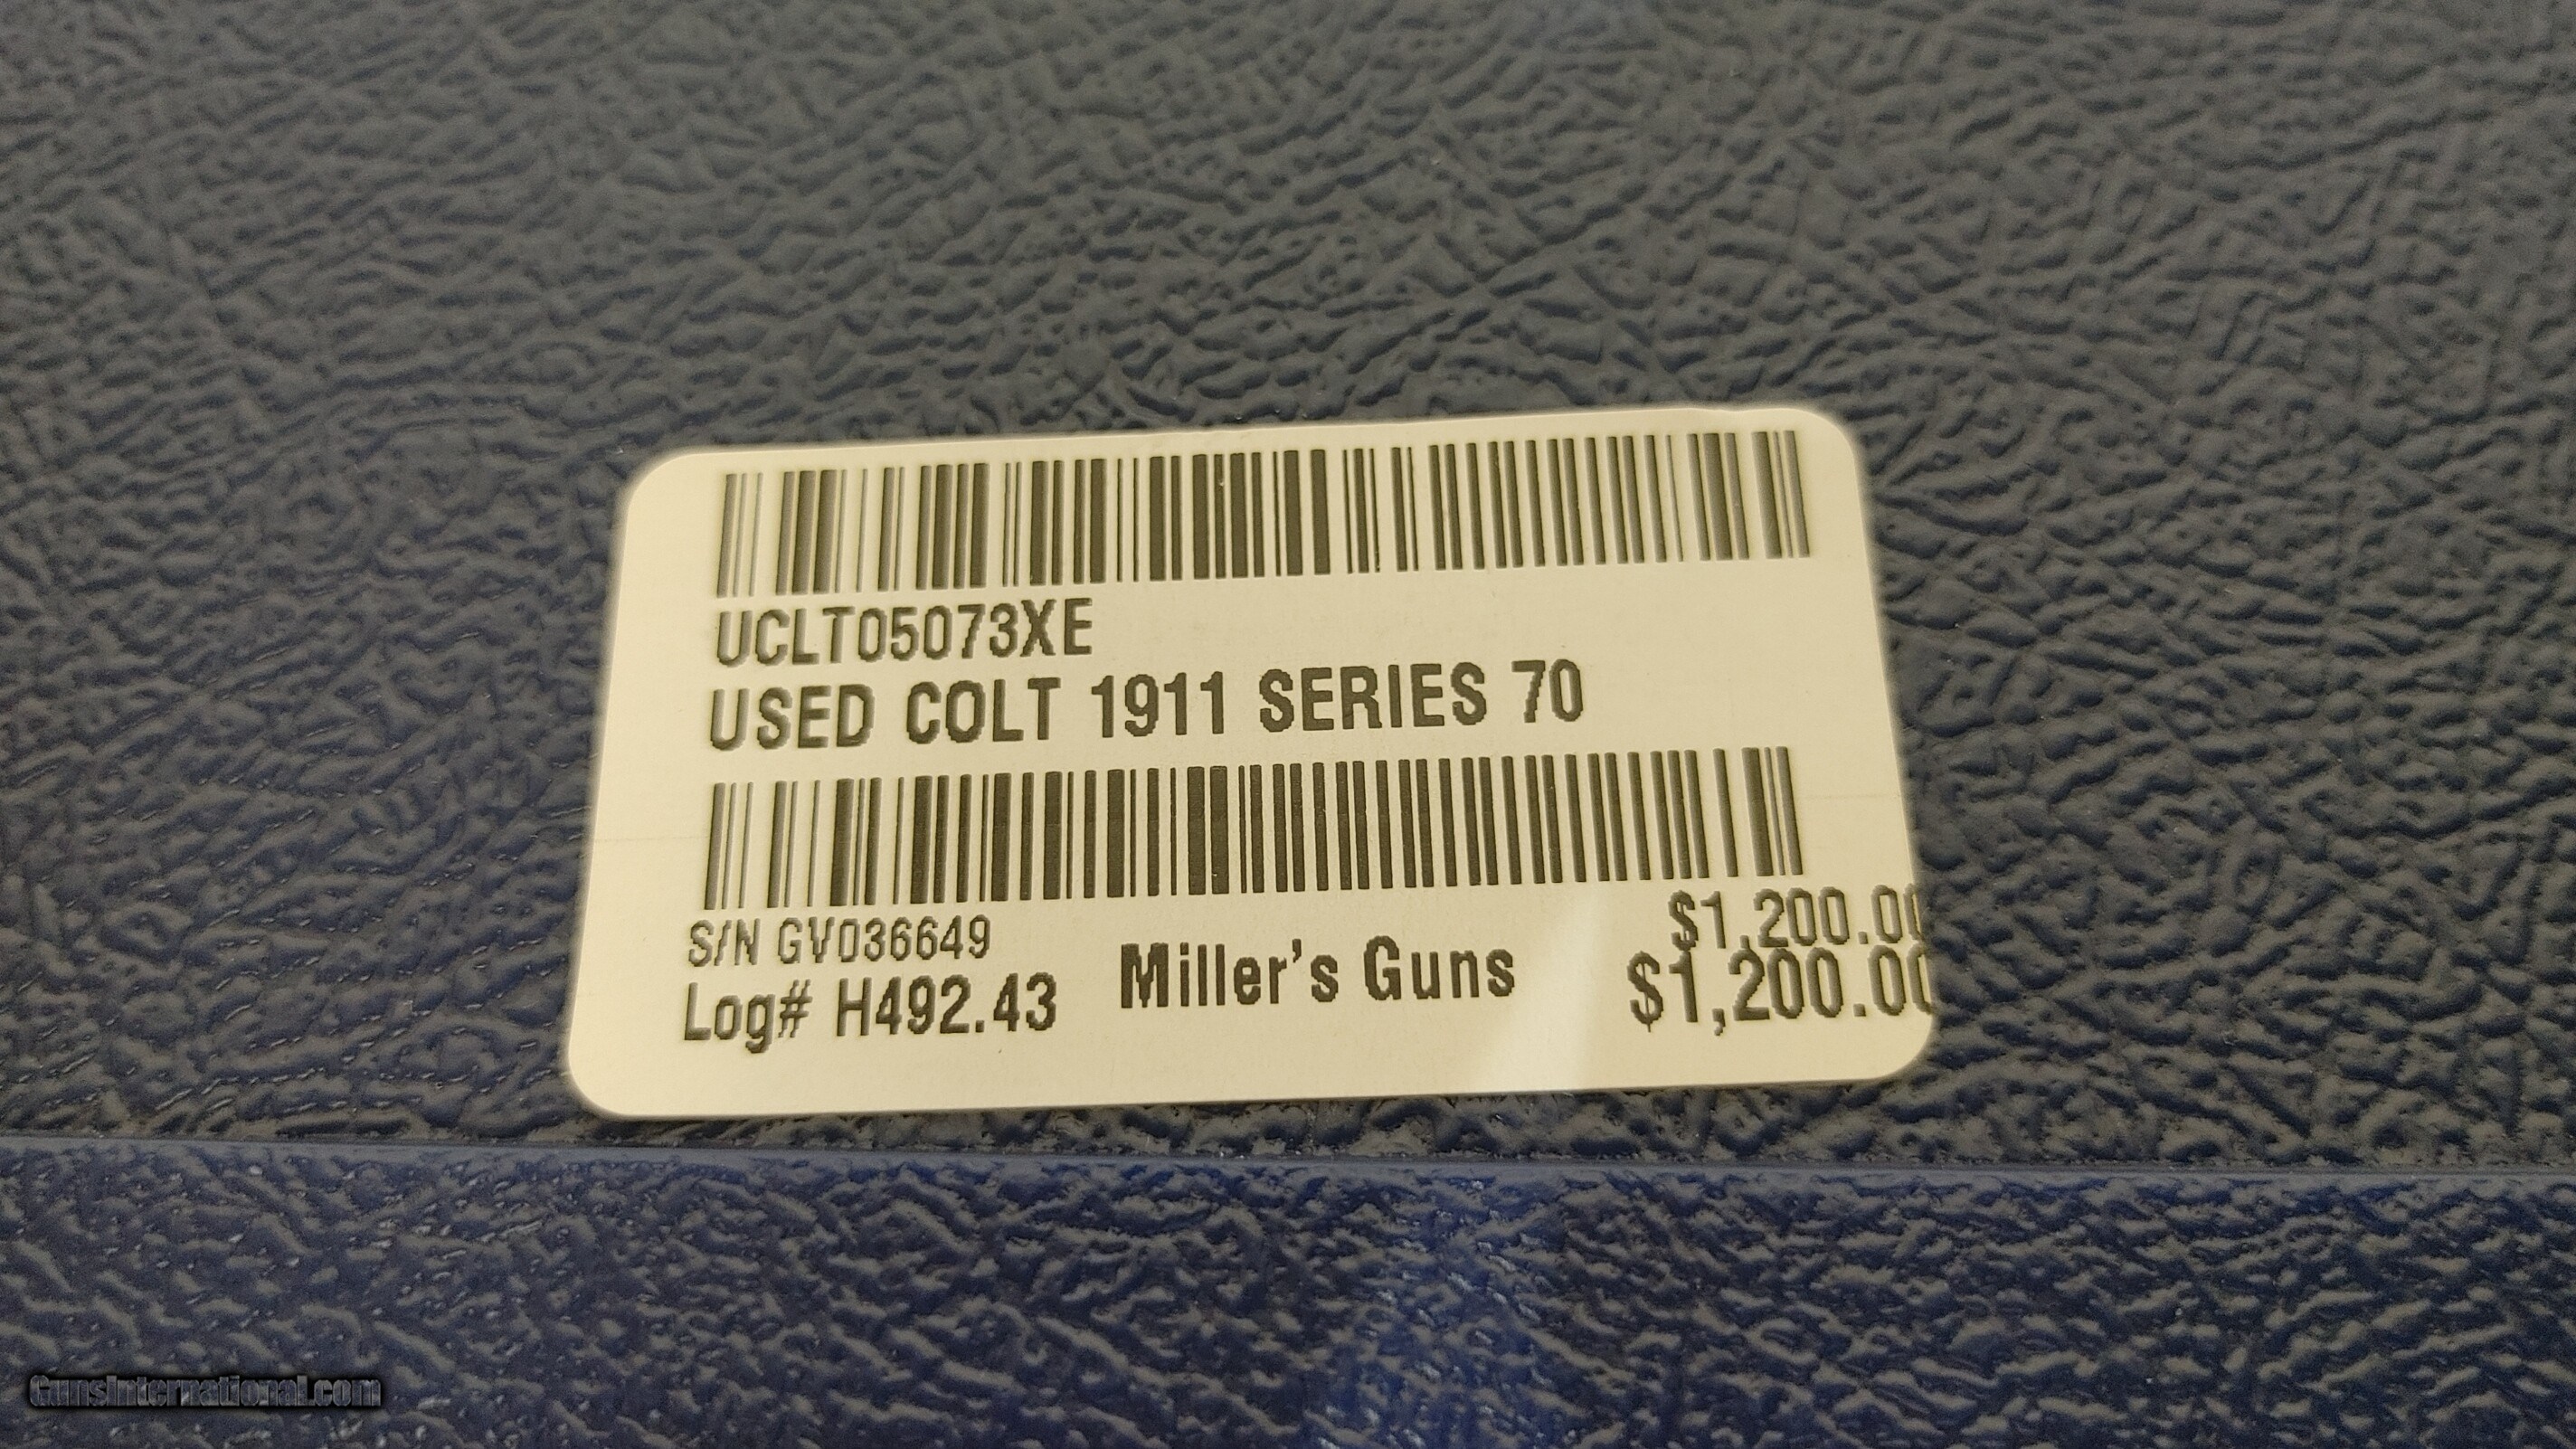 UCLT05073XE
USED COLT 1911 SERIES 70
S/N GV036649
$1,200.00
Log# H492.43
Miller's Guns
$1,200.00
GunsInternational.com